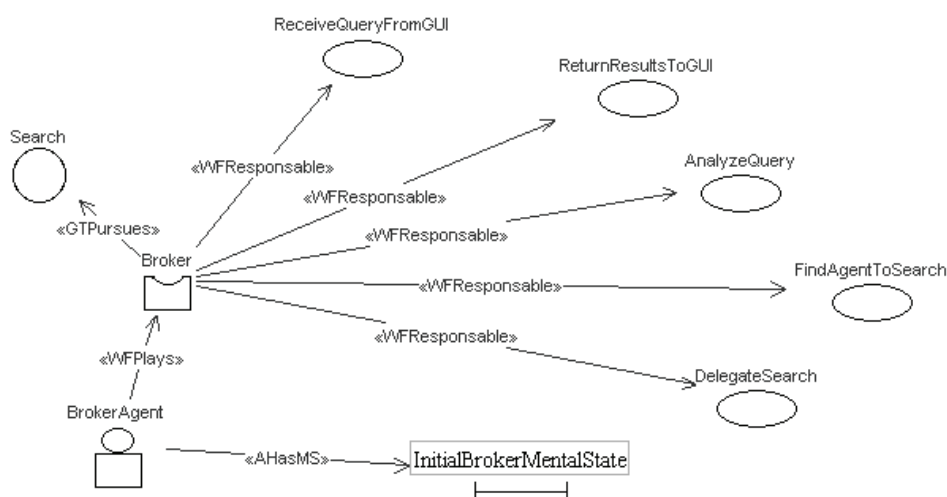 ReceiveQueryFromGUI
ReturnResultsToGUI
Search
«WFResponsable»
AnalyzeQuery
«WFResponsable»
«GTPursues»
«WFResponsable»
Broker
FindAgentToSearch
«WFResponsable»
«WFResponsable»
«WFPlays»
DelegateSearch
BrokerAgent
«AHasMS»
InitialBrokerMentalState